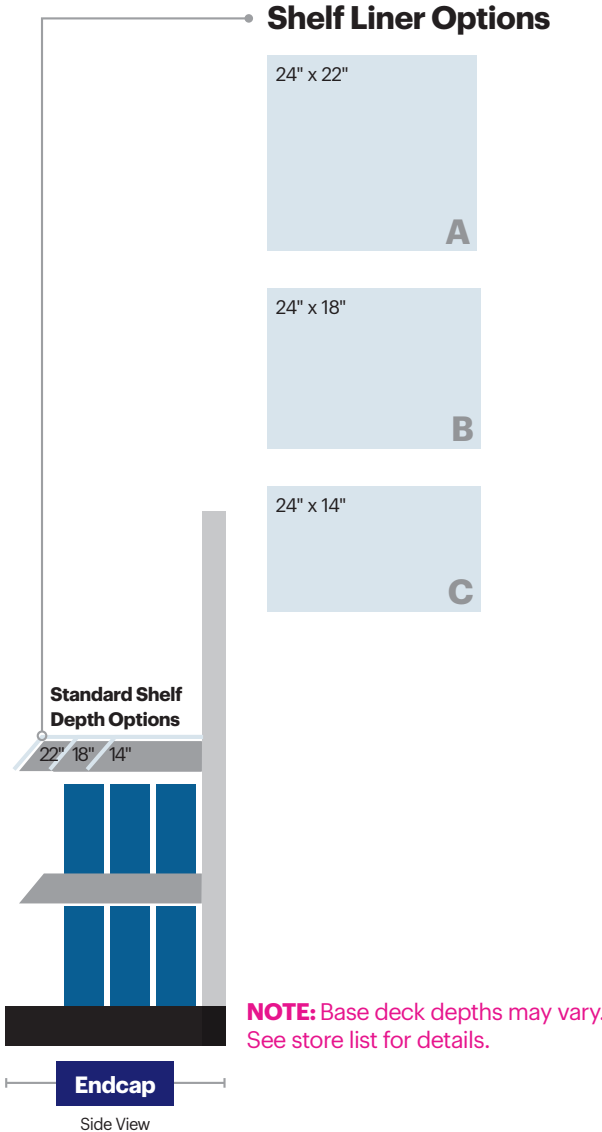 Shelf Liner Options
24" x 22"
A
24" x 18"
B
24" x 14"
C
Standard Shelf
Depth Options
22" 18" 14"
NOTE: Base deck depths may vary.
See store list for details.
Endcap
Side View